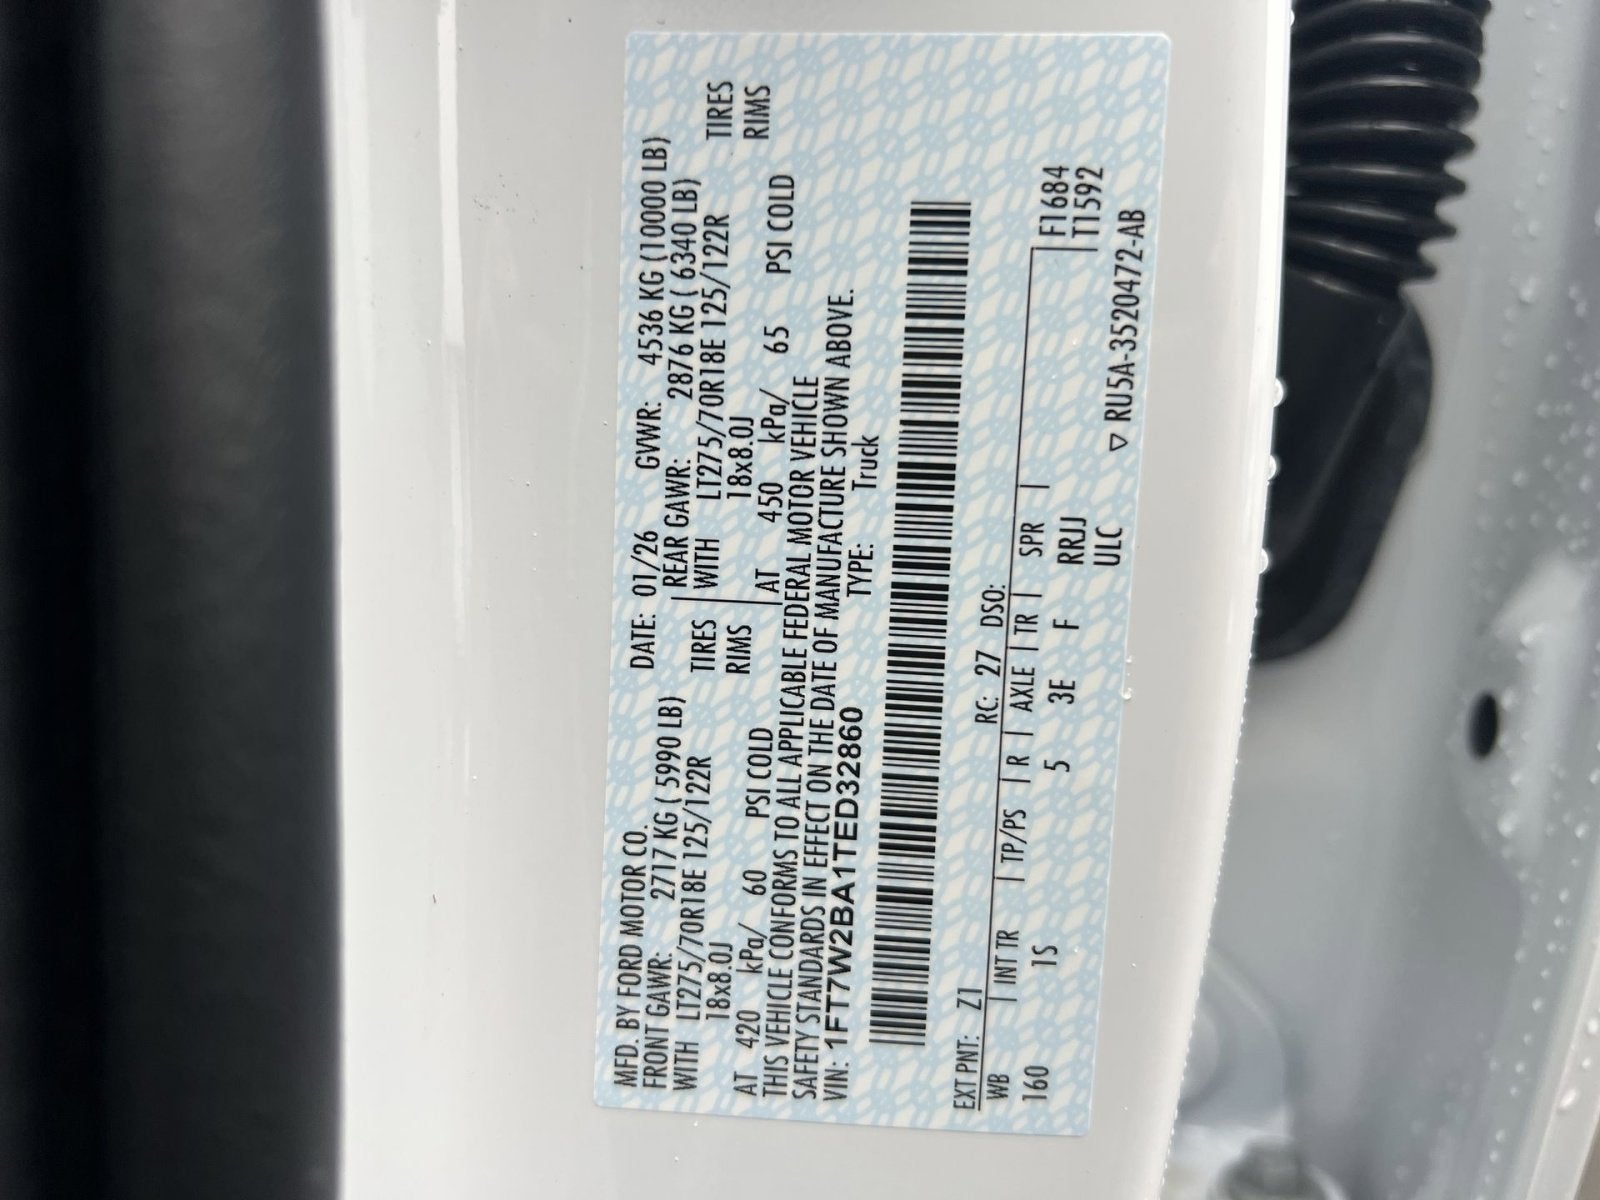 MFD. BY FORD MOTOR CO.
DATE: 01/26 GVWR: 4536 KG (10000 LB)
FRONT GAWR: 2717 KG ( 5990 LB) REAR GAWR: 2876 KG ( 6340 LB)
WITH LT275/70R18E 125/122R TIRES WITH LT275/70R18E 125/122R TIRES
18x8.0J RIMS 18x8.0J RIMS
AT 420 kPa/ 60 PSI COLD AT 450 kPa/ 65 PSI COLD
THIS VEHICLE CONFORMS TO ALL APPLICABLE FEDERAL MOTOR VEHICLE
SAFETY STANDARDS IN EFFECT ON THE DATE OF MANUFACTURE SHOWN ABOVE.
VIN: 1FT7W2BA1TED32860 TYPE: Truck
EXT PNT: Z1 RC: 27 DSO:
WB INT TR TP/PS R AXLE TR SPR F1684
160 1S 5 3E F RRJJ T1592
ULC
▽ RU5A-3520472-AB